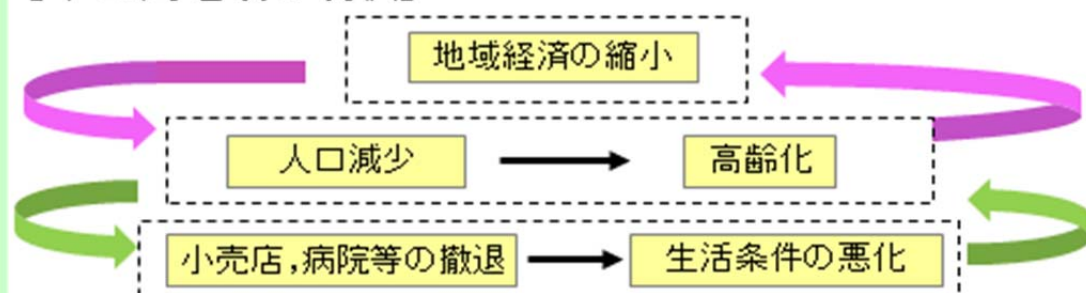 地域経済の縮小
人口減少
高齢化
小売店,病院等の撤退
生活条件の悪化